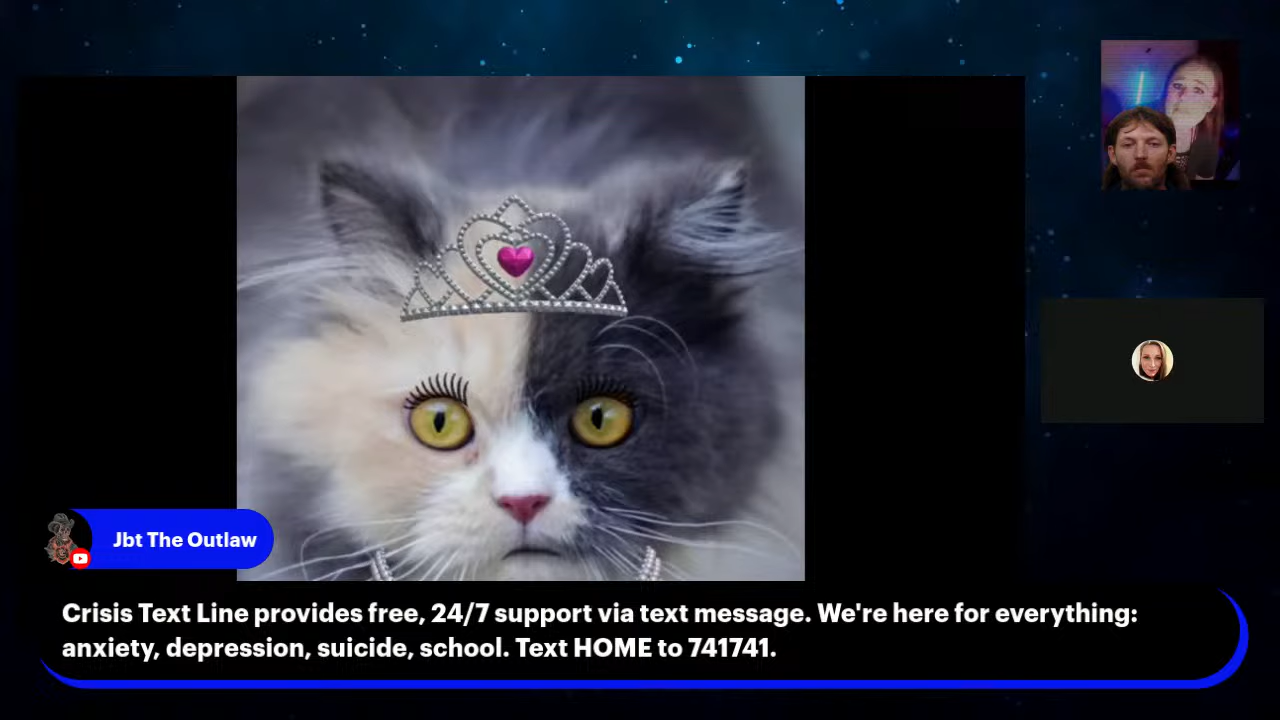 Jbt The Outlaw
Crisis Text Line provides free, 24/7 support via text message. We're here for everything:
anxiety, depression, suicide, school. Text HOME to 741741.